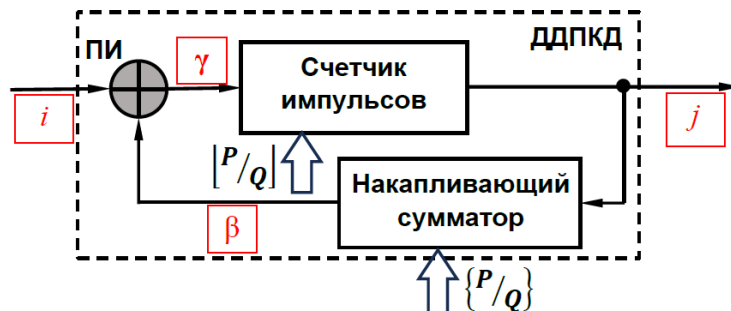 ПИ
ДДПКД
γ
Счетчик
импульсов
i
j
⌊P/Q⌋
Накапливающий
сумматор
β
{P/Q}